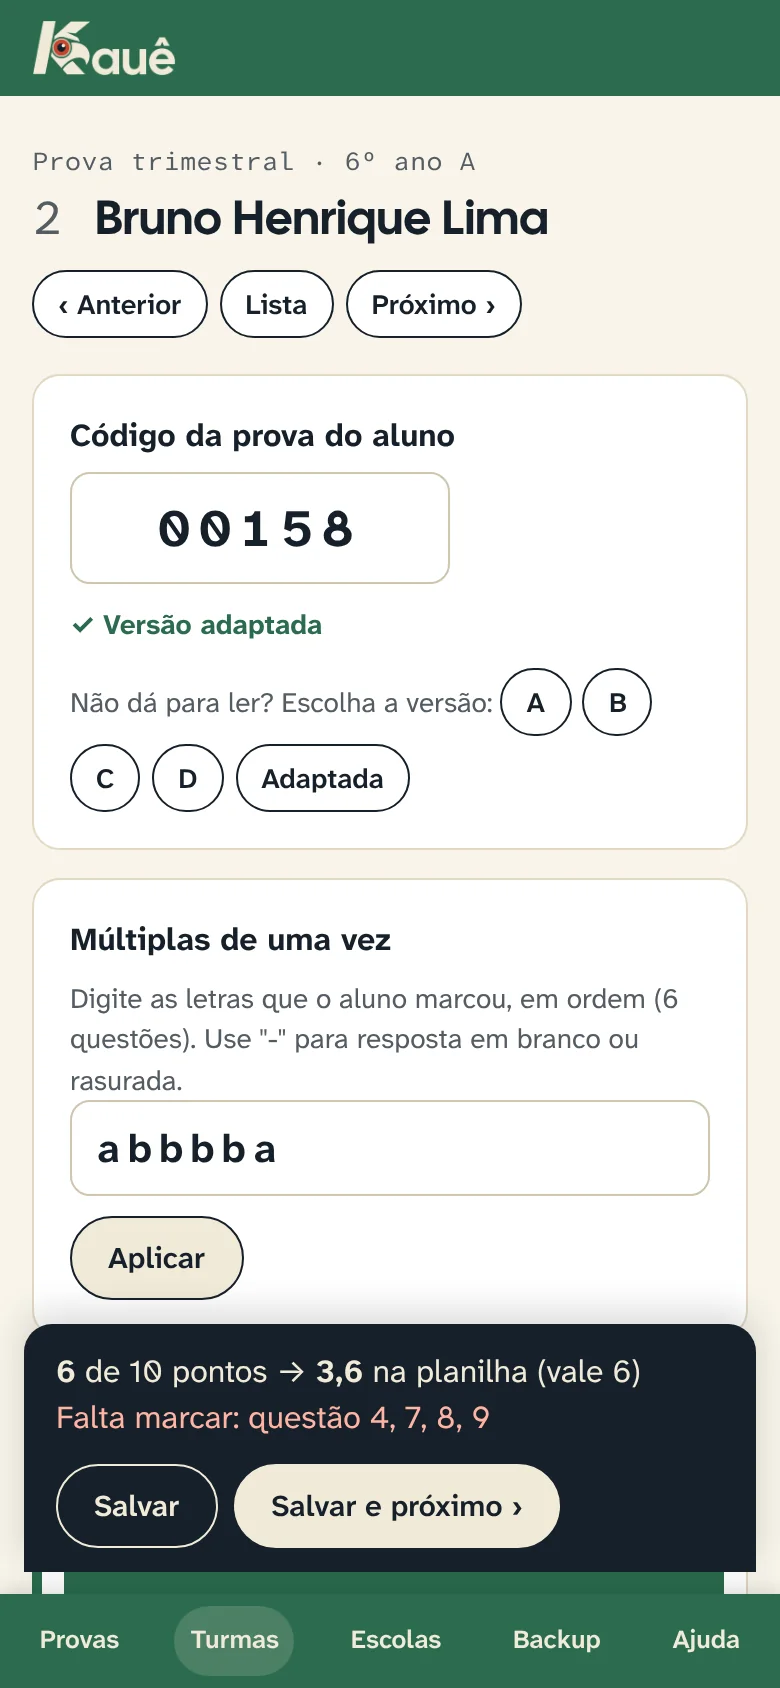 Kauê
Prova trimestral · 6º ano A
2 Bruno Henrique Lima
‹ Anterior Lista Próximo ›
Código da prova do aluno
00158
✓ Versão adaptada
Não dá para ler? Escolha a versão: A B
C D Adaptada
Múltiplas de uma vez
Digite as letras que o aluno marcou, em ordem (6
questões). Use "-" para resposta em branco ou
rasurada.
abbbba
Aplicar
6 de 10 pontos → 3,6 na planilha (vale 6)
Falta marcar: questão 4, 7, 8, 9
Salvar Salvar e próximo ›
Provas Turmas Escolas Backup Ajuda